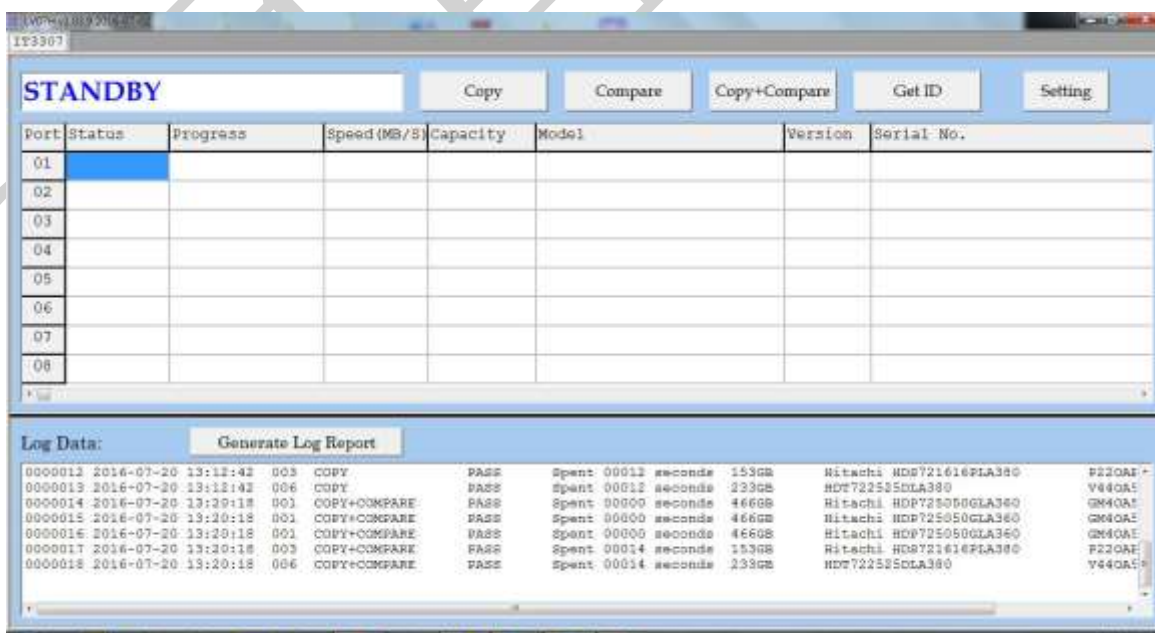 IT3307
STANDBY Copy Compare Copy+Compare Get ID Setting
Port Status Progress Speed(MB/S) Capacity Model Version Serial No.
01
02
03
04
05
06
07
08
Log Data: Generate Log Report
0000012 2016-07-20 13:12:42 003 COPY PASS Spent 00012 seconds 153GB Hitachi HDS721616PLA380 P22OAB
0000013 2016-07-20 13:12:42 006 COPY PASS Spent 00012 seconds 233GB HDT722525DLA380 V44OA5
0000014 2016-07-20 13:20:18 001 COPY+COMPARE PASS Spent 00000 seconds 466GB Hitachi HDP725050GLA360 GM4OA5
0000015 2016-07-20 13:20:18 001 COPY+COMPARE PASS Spent 00000 seconds 466GB Hitachi HDP725050GLA360 GM4OA5
0000016 2016-07-20 13:20:18 001 COPY+COMPARE PASS Spent 00000 seconds 466GB Hitachi HDP725050GLA360 GM4OA5
0000017 2016-07-20 13:20:18 003 COPY+COMPARE PASS Spent 00014 seconds 153GB Hitachi HDS721616PLA380 P22OAB
0000018 2016-07-20 13:20:18 006 COPY+COMPARE PASS Spent 00014 seconds 233GB HDT722525DLA380 V44OA5